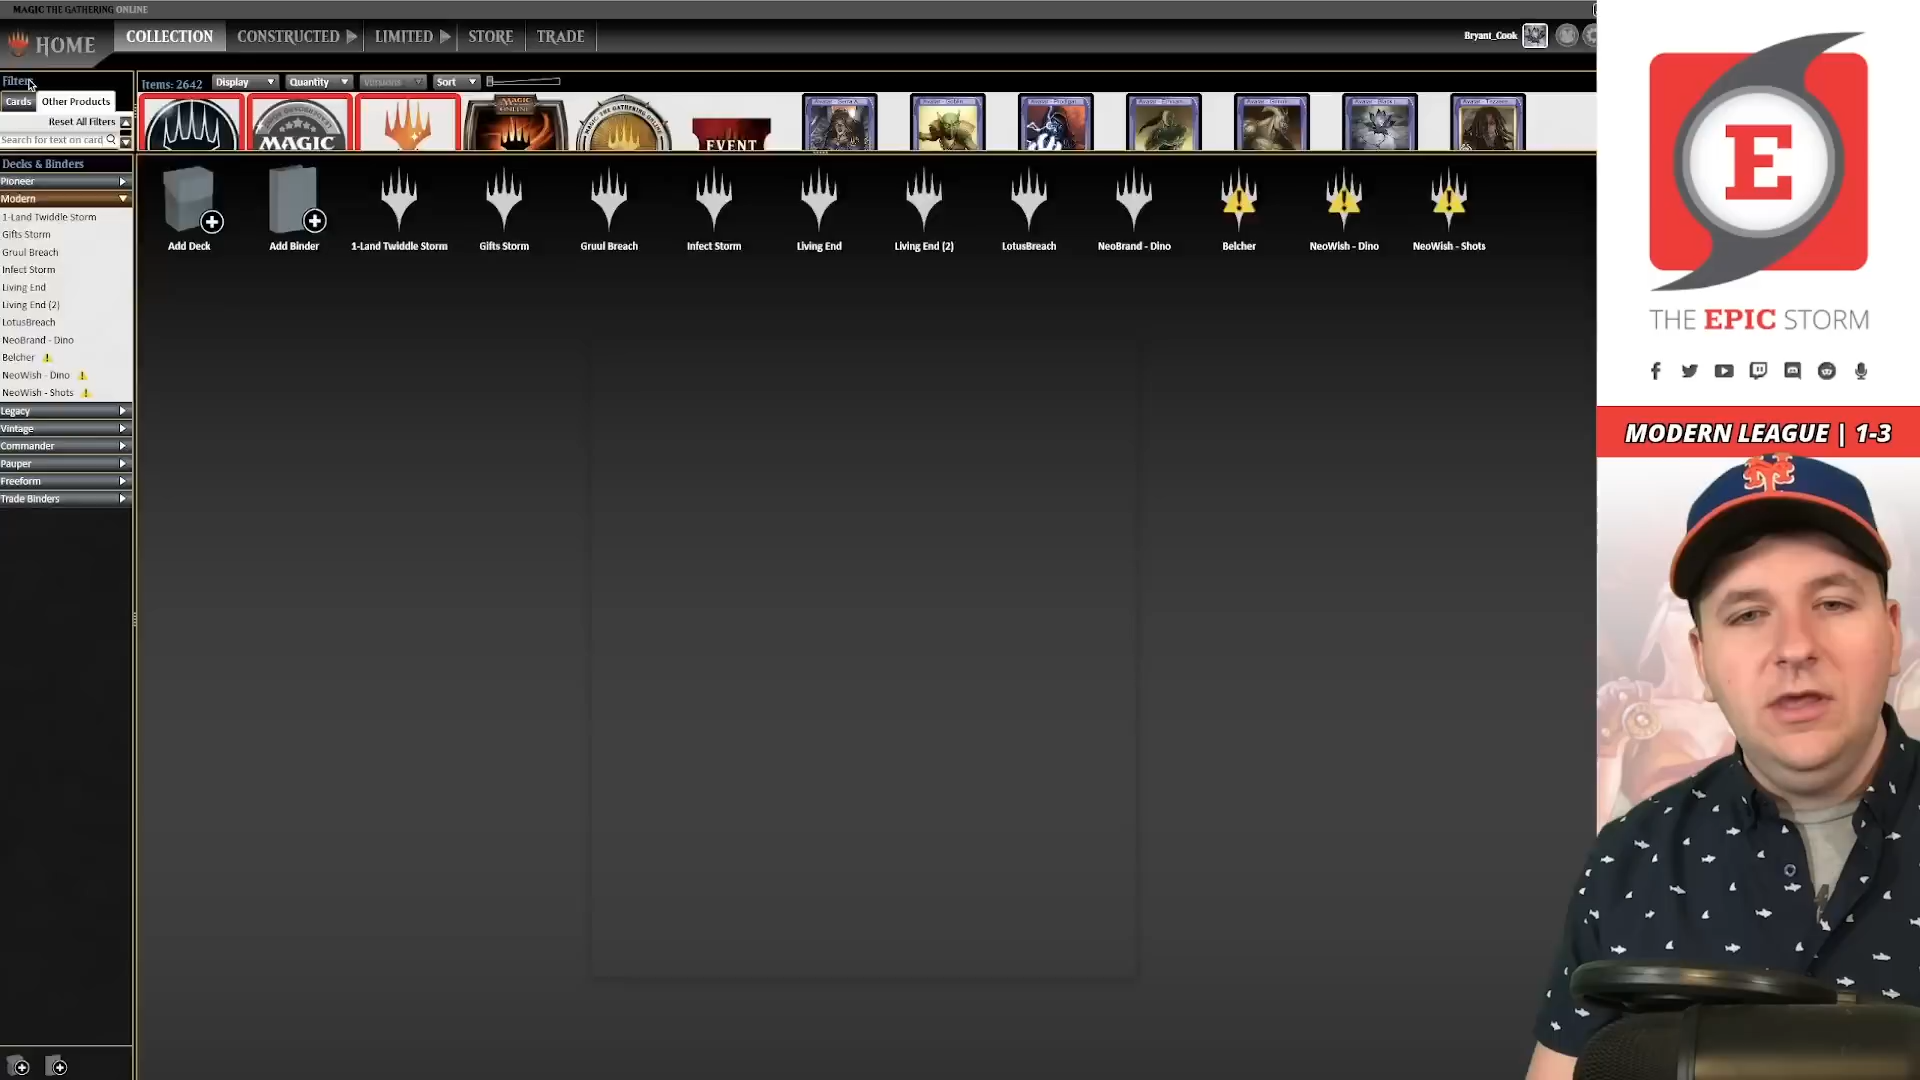 MAGIC THE GATHERING ONLINE
HOME
COLLECTION
CONSTRUCTED
LIMITED
STORE
TRADE
Bryant_Cook
Filters
Cards
Other Products
Reset All Filters
Search for text on card
Items: 2642
Display
Quantity
Versions
Sort
MAGIC
EVENT
Decks & Binders
Pioneer
Modern
1-Land Twiddle Storm
Gifts Storm
Gruul Breach
Infect Storm
Living End
Living End (2)
LotusBreach
NeoBrand - Dino
Belcher
NeoWish - Dino
NeoWish - Shots
Legacy
Vintage
Commander
Pauper
Freeform
Trade Binders
Add Deck
Add Binder
1-Land Twiddle Storm
Gifts Storm
Gruul Breach
Infect Storm
Living End
Living End (2)
LotusBreach
NeoBrand - Dino
Belcher
NeoWish - Dino
NeoWish - Shots
E
THE EPIC STORM
MODERN LEAGUE | 1-3
NY